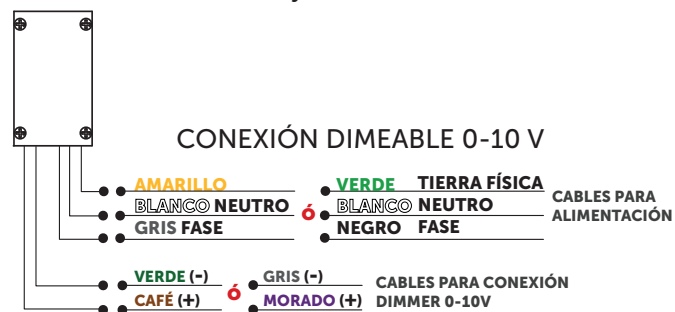 CONEXIÓN DIMEABLE 0-10 V
AMARILLO
BLANCO NEUTRO
GRIS FASE
Ó
VERDE TIERRA FÍSICA
BLANCO NEUTRO
NEGRO FASE
CABLES PARA
ALIMENTACIÓN
VERDE (-)
CAFÉ (+)
Ó
GRIS (-)
MORADO (+)
CABLES PARA CONEXIÓN
DIMMER 0-10V